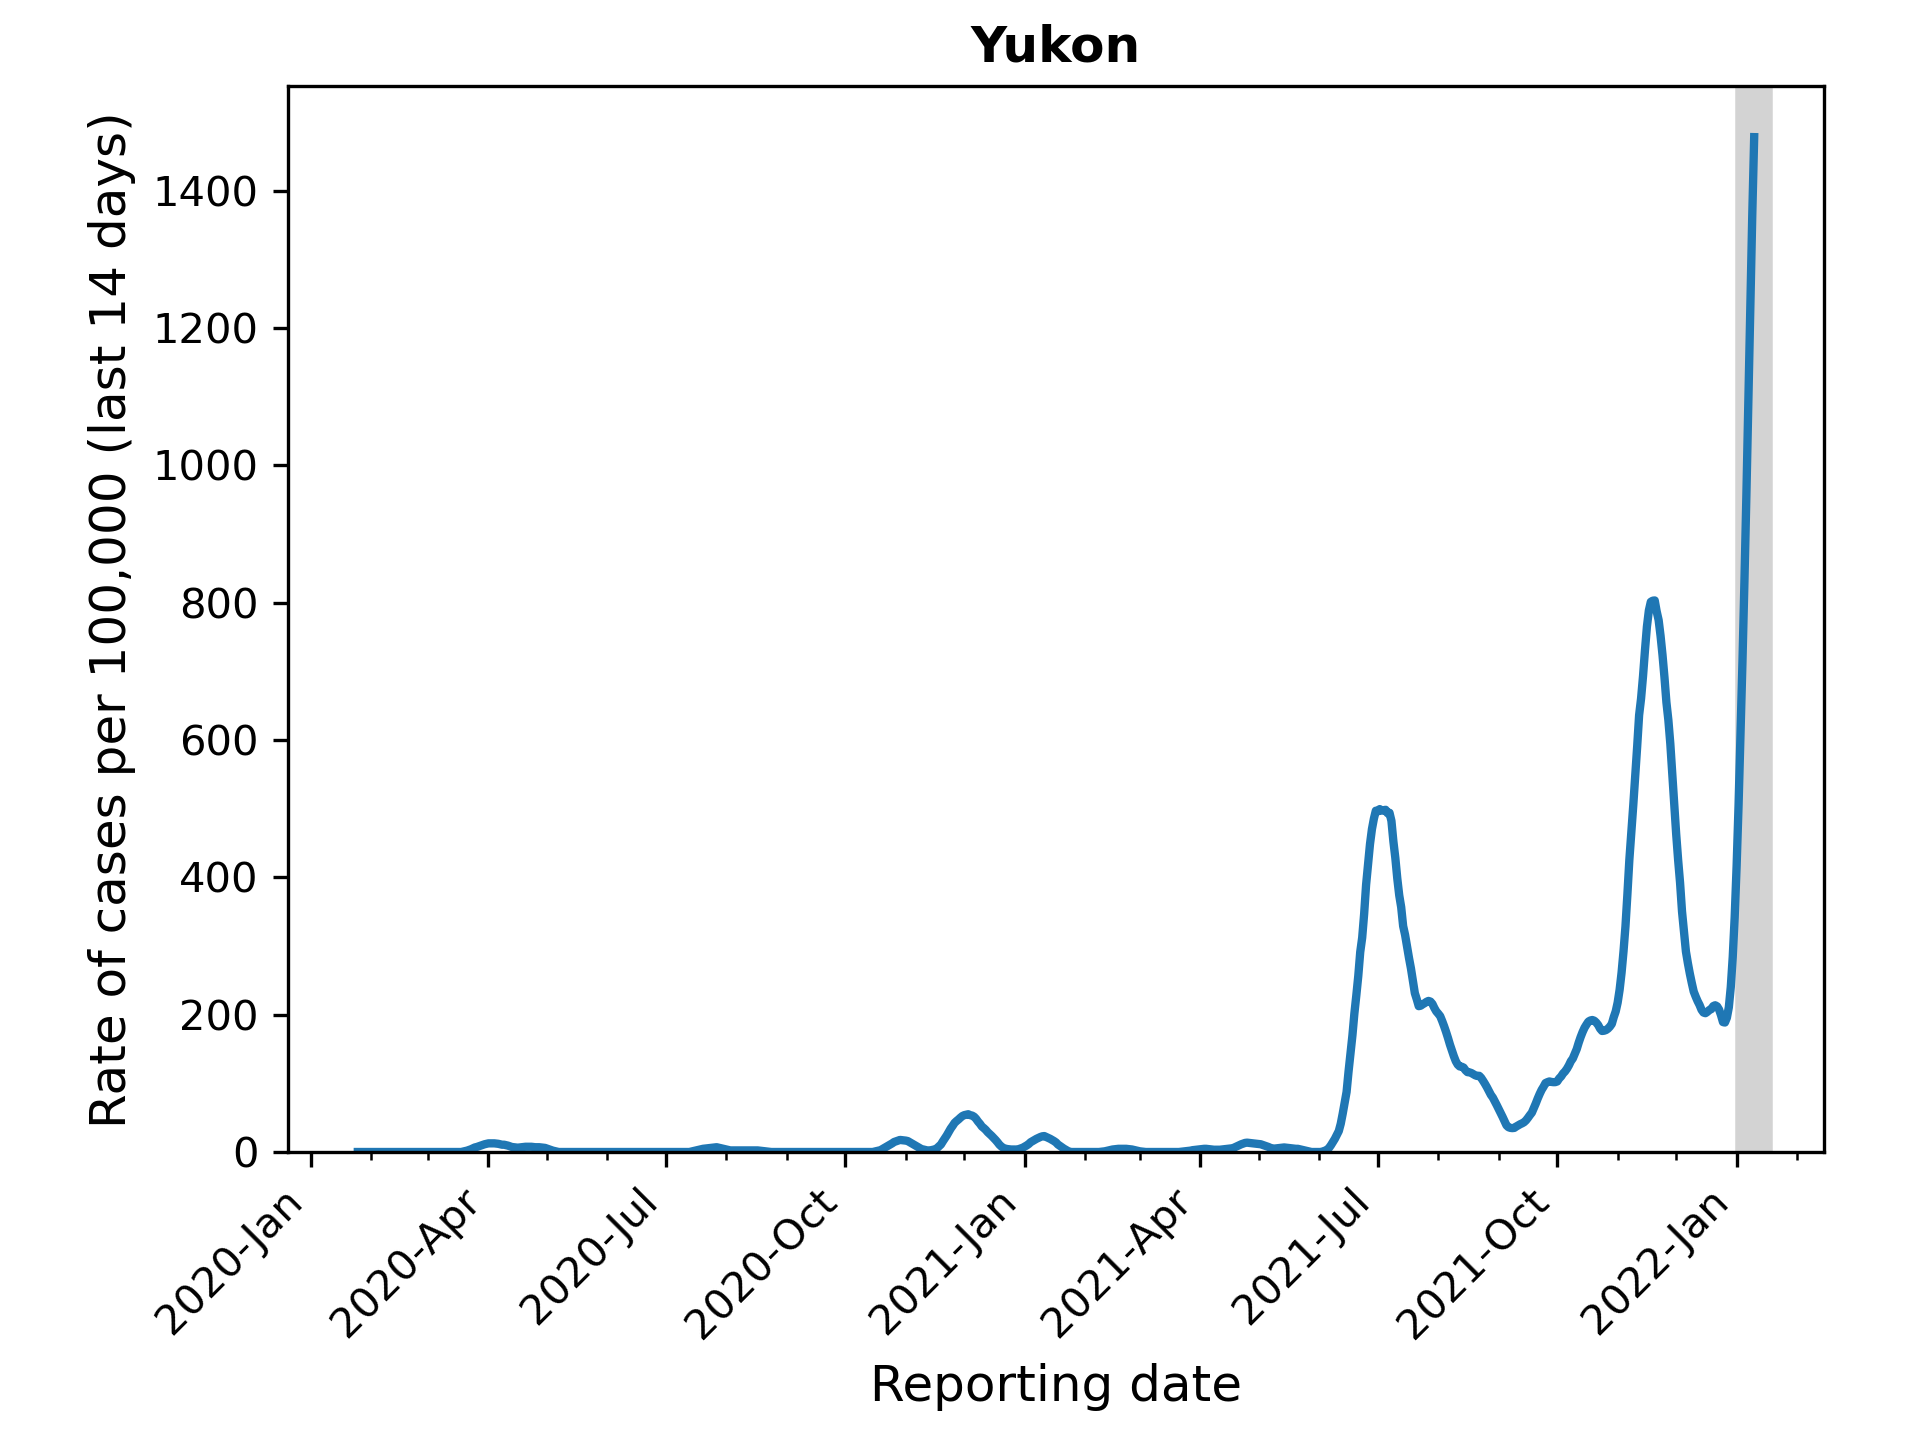 Yukon
Rate of cases per 100,000 (last 14 days)
1400
1200
1000
800
600
400
200
0
2020-Jan
2020-Apr
2020-Jul
2020-Oct
2021-Jan
2021-Apr
2021-Jul
2021-Oct
2022-Jan
Reporting date